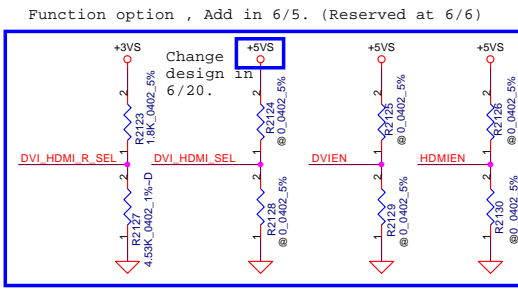 Function option , Add in 6/5. (Reserved at 6/6)
+3VS
+5VS
+5VS
+5VS
Change
design in
6/20.
2
R2123
1.8K_0402_5%
1
2
R2124
@ 0_0402_5%
1
2
R2125
@ 0_0402_5%
1
2
R2126
@ 0_0402_5%
1
DVI_HDMI_R_SEL
DVI_HDMI_SEL
DVIEN
HDMIEN
2
R2127
4.53K_0402_1%~D
1
2
R2128
@ 0_0402_5%
1
2
R2129
@ 0_0402_5%
1
2
R2130
@ 0_0402_5%
1